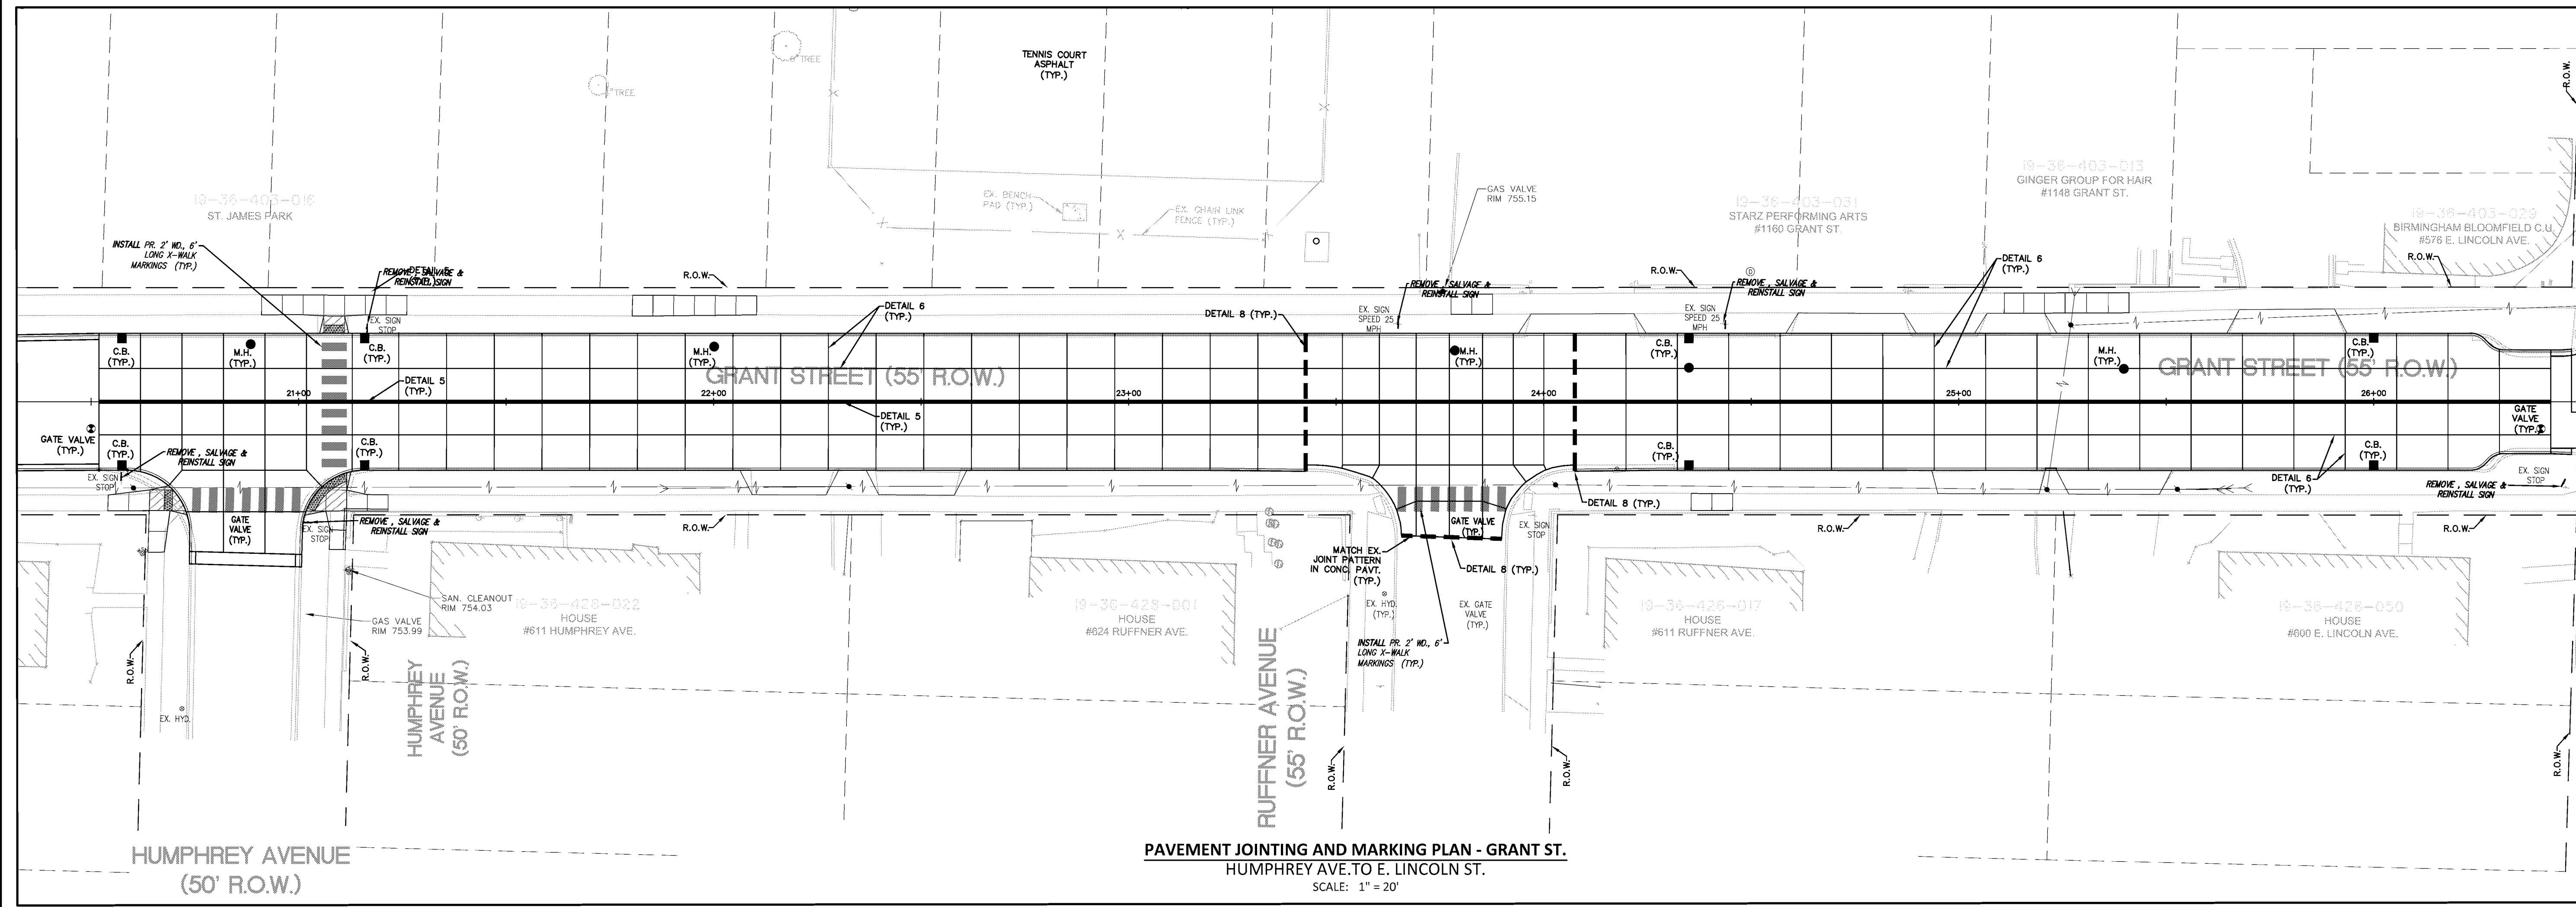 TENNIS COURT
ASPHALT
(TYP.)
TREE
TREE
R.O.W.
19-36-403-016
ST. JAMES PARK
EX. BENCH
PAD (TYP.)
EX. CHAIN LINK
FENCE (TYP.)
GAS VALVE
RIM 755.15
19-36-403-031
STARZ PERFORMING ARTS
#1160 GRANT ST.
19-36-403-013
GINGER GROUP FOR HAIR
#1148 GRANT ST.
19-36-403-029
BIRMINGHAM BLOOMFIELD C.U.
#576 E. LINCOLN AVE.
INSTALL PR. 2' WD., 6'
LONG X-WALK
MARKINGS (TYP.)
REMOVE, SALVAGE &
REINSTALL SIGN
DETAIL 5
(TYP.)
R.O.W.
REMOVE, SALVAGE &
REINSTALL SIGN
R.O.W.
D
REMOVE, SALVAGE &
REINSTALL SIGN
DETAIL 6
(TYP.)
R.O.W.
EX. SIGN
STOP
DETAIL 6
(TYP.)
DETAIL 8 (TYP.)
EX. SIGN
SPEED 25
MPH
EX. SIGN
SPEED 25
MPH
C.B.
(TYP.)
M.H.
(TYP.)
C.B.
(TYP.)
M.H.
(TYP.)
M.H.
(TYP.)
C.B.
(TYP.)
M.H.
(TYP.)
C.B.
(TYP.)
GRANT STREET (55' R.O.W.)
GRANT STREET (55' R.O.W.)
DETAIL 5
(TYP.)
21+00
22+00
23+00
24+00
25+00
26+00
DETAIL 5
(TYP.)
GATE VALVE
(TYP.)
C.B.
(TYP.)
C.B.
(TYP.)
C.B.
(TYP.)
C.B.
(TYP.)
GATE
VALVE
(TYP.)
REMOVE, SALVAGE &
REINSTALL SIGN
EX. SIGN
STOP
DETAIL 6
(TYP.)
EX. SIGN
STOP
REMOVE, SALVAGE &
REINSTALL SIGN
GATE
VALVE
(TYP.)
EX. SIGN
STOP
REMOVE, SALVAGE &
REINSTALL SIGN
R.O.W.
DETAIL 8 (TYP.)
GATE VALVE
(TYP.)
EX. SIGN
STOP
R.O.W.
R.O.W.
MATCH EX.
JOINT PATTERN
IN CONC. PAVT.
(TYP.)
DETAIL 8 (TYP.)
SAN. CLEANOUT
RIM 754.03
GAS VALVE
RIM 753.99
19-36-428-022
HOUSE
#611 HUMPHREY AVE.
19-36-428-001
HOUSE
#624 RUFFNER AVE.
EX. HYD.
(TYP.)
EX. GATE
VALVE
(TYP.)
19-36-426-017
HOUSE
#611 RUFFNER AVE.
19-36-426-050
HOUSE
#600 E. LINCOLN AVE.
INSTALL PR. 2' WD., 6'
LONG X-WALK
MARKINGS (TYP.)
R.O.W.
R.O.W.
HUMPHREY
AVENUE
(50' R.O.W.)
RUFFNER AVENUE
(55' R.O.W.)
R.O.W.
R.O.W.
R.O.W.
EX. HYD.
HUMPHREY AVENUE
(50' R.O.W.)
PAVEMENT JOINTING AND MARKING PLAN - GRANT ST.
HUMPHREY AVE.TO E. LINCOLN ST.
SCALE: 1" = 20'